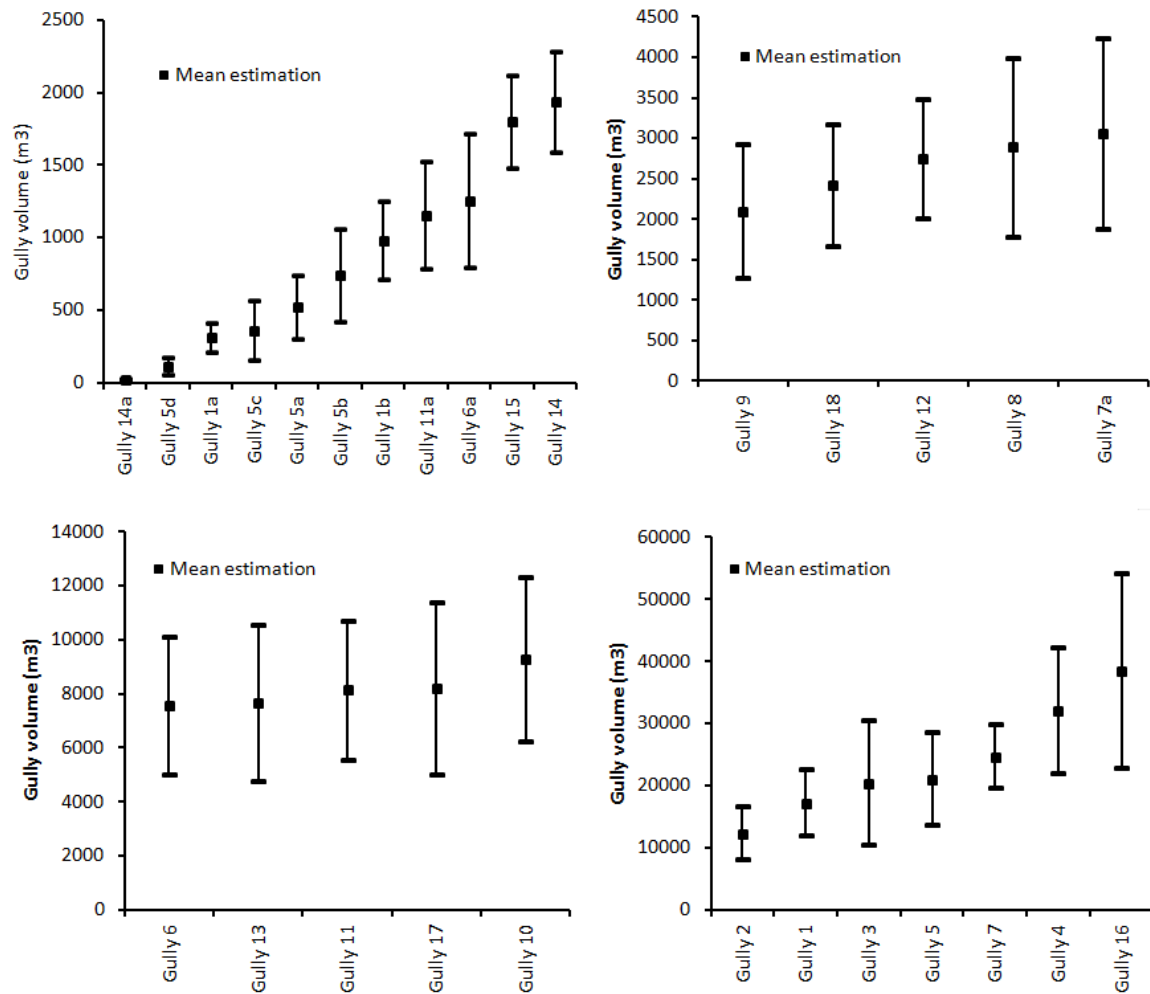 2500
2000
1500
1000
500
0
Gully volume (m3)
Mean estimation
Gully 14a
Gully 5d
Gully 1a
Gully 5c
Gully 5a
Gully 5b
Gully 1b
Gully 11a
Gully 6a
Gully 15
Gully 14
4500
4000
3500
3000
2500
2000
1500
1000
500
0
Gully volume (m3)
Mean estimation
Gully 9
Gully 18
Gully 12
Gully 8
Gully 7a
14000
12000
10000
8000
6000
4000
2000
0
Gully volume (m3)
Mean estimation
Gully 6
Gully 13
Gully 11
Gully 17
Gully 10
60000
50000
40000
30000
20000
10000
0
Gully volume (m3)
Mean estimation
Gully 2
Gully 1
Gully 3
Gully 5
Gully 7
Gully 4
Gully 16